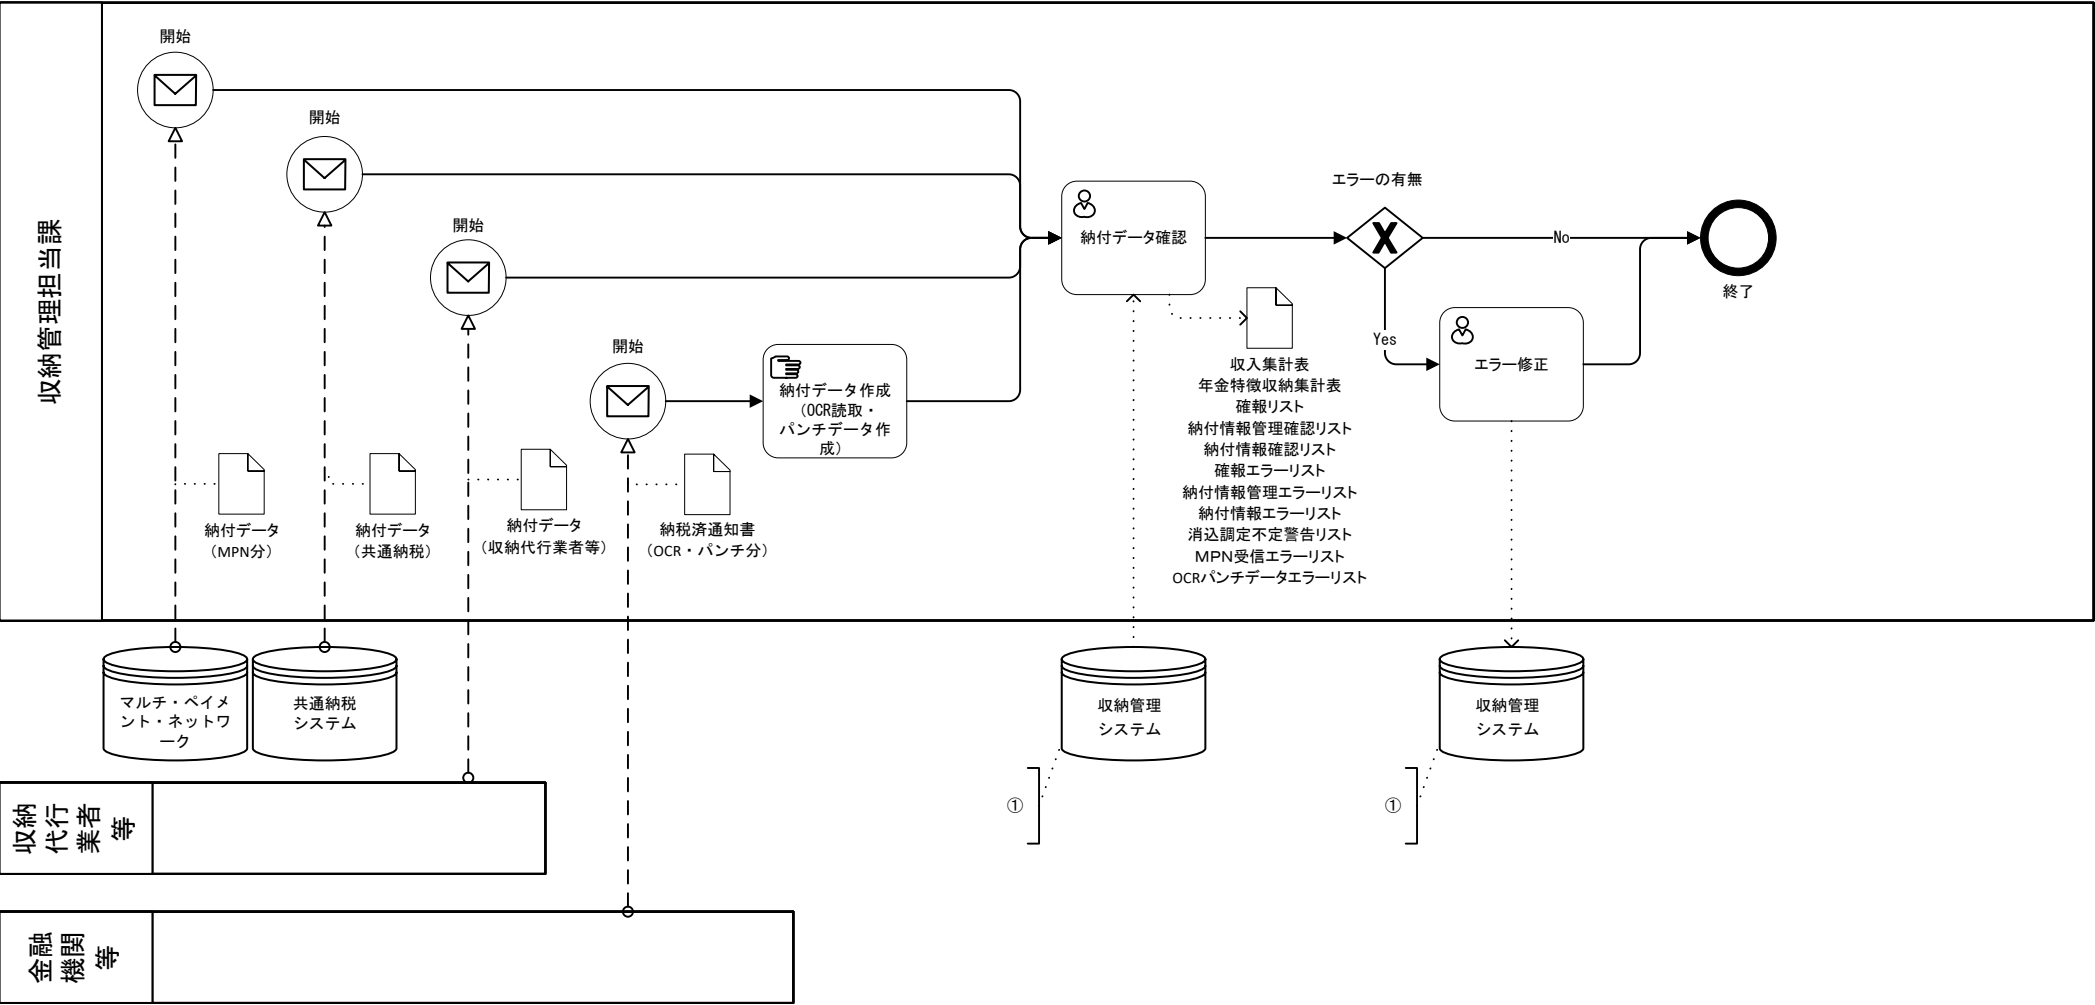 収納管理担当課
開始
開始
開始
開始
納付データ
（MPN分）
納付データ
（共通納税）
納付データ
（収納代行業者等）
納税済通知書
（OCR・パンチ分）
納付データ作成
（OCR読取・
パンチデータ作
成）
納付データ確認
エラーの有無
No
Yes
エラー修正
終了
収入集計表
年金特徴収納集計表
確報リスト
納付情報管理確認リスト
納付情報確認リスト
確報エラーリスト
納付情報管理エラーリスト
納付情報エラーリスト
消込調定不定警告リスト
ＭＰＮ受信エラーリスト
OCRパンチデータエラーリスト
マルチ・ペイメ
ント・ネットワ
ーク
共通納税
システム
収納管理
システム
収納管理
システム
①
①
収納
代行
業者
等
金融
機関
等